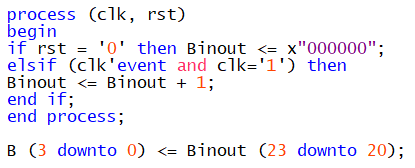 process (clk, rst)
begin
if rst = '0' then Binout <= x"000000";
elsif (clk'event and clk='1') then
Binout <= Binout + 1;
end if;
end process;
B (3 downto 0) <= Binout (23 downto 20);